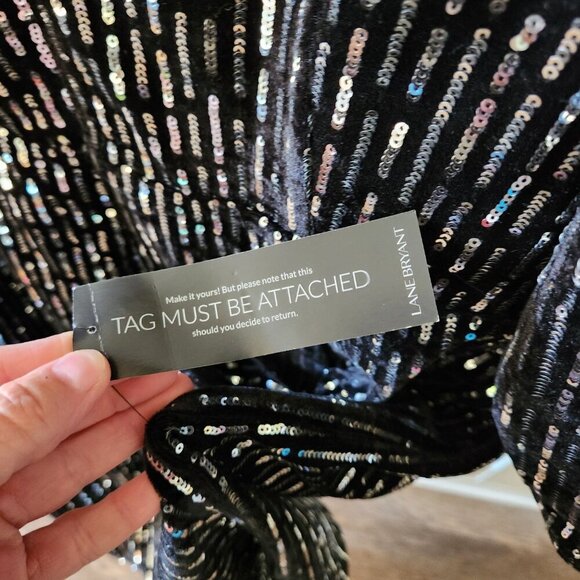 Make it yours! But please note that this
TAG MUST BE ATTACHED
should you decide to return.
LANE BRYANT